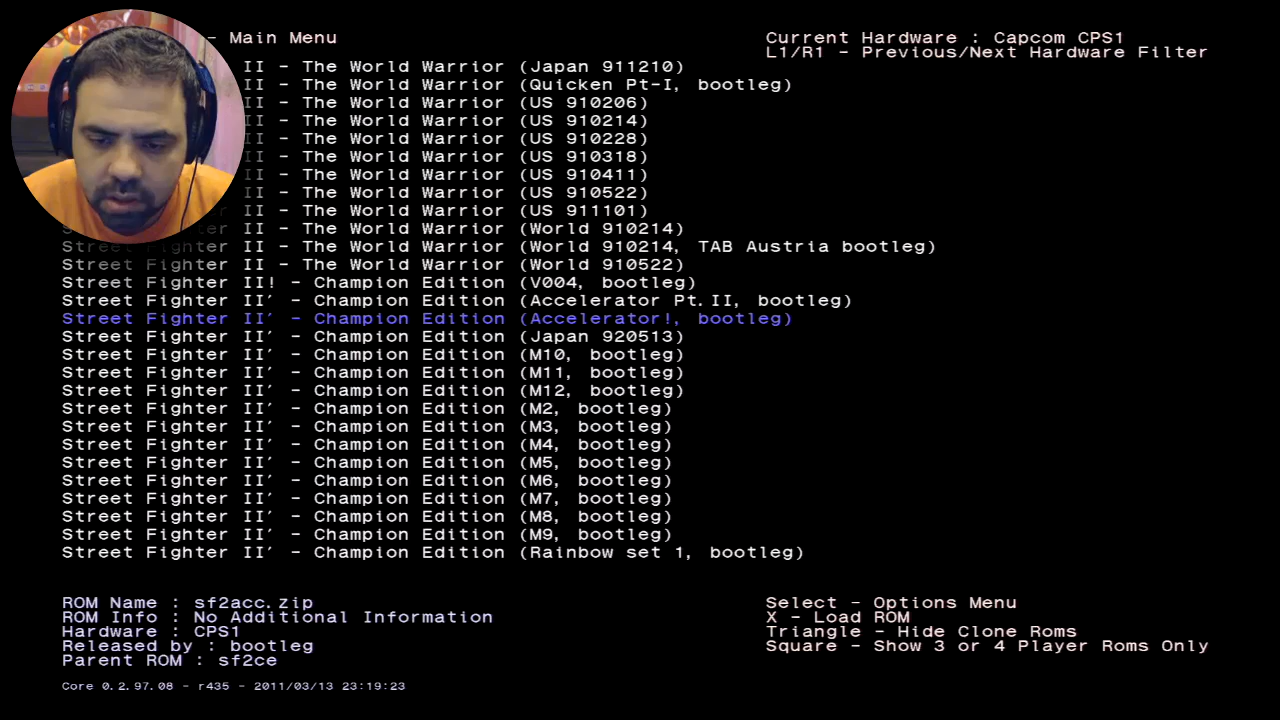 - Main Menu
Current Hardware : Capcom CPS1
L1/R1 - Previous/Next Hardware Filter
II - The World Warrior (Japan 911210)
II - The World Warrior (Quicken Pt-I, bootleg)
II - The World Warrior (US 910206)
II - The World Warrior (US 910214)
II - The World Warrior (US 910228)
II - The World Warrior (US 910318)
II - The World Warrior (US 910411)
II - The World Warrior (US 910522)
II - The World Warrior (US 911101)
II - The World Warrior (World 910214)
Street Fighter II - The World Warrior (World 910214, TAB Austria bootleg)
Street Fighter II - The World Warrior (World 910522)
Street Fighter II! - Champion Edition (V004, bootleg)
Street Fighter II' - Champion Edition (Accelerator Pt.II, bootleg)
Street Fighter II' - Champion Edition (Accelerator!, bootleg)
Street Fighter II' - Champion Edition (Japan 920513)
Street Fighter II' - Champion Edition (M10, bootleg)
Street Fighter II' - Champion Edition (M11, bootleg)
Street Fighter II' - Champion Edition (M12, bootleg)
Street Fighter II' - Champion Edition (M2, bootleg)
Street Fighter II' - Champion Edition (M3, bootleg)
Street Fighter II' - Champion Edition (M4, bootleg)
Street Fighter II' - Champion Edition (M5, bootleg)
Street Fighter II' - Champion Edition (M6, bootleg)
Street Fighter II' - Champion Edition (M7, bootleg)
Street Fighter II' - Champion Edition (M8, bootleg)
Street Fighter II' - Champion Edition (M9, bootleg)
Street Fighter II' - Champion Edition (Rainbow set 1, bootleg)
ROM Name : sf2acc.zip
ROM Info : No Additional Information
Hardware : CPS1
Released by : bootleg
Parent ROM : sf2ce
Core 0.2.97.08 - r435 - 2011/03/13 23:19:23
Select - Options Menu
X - Load ROM
Triangle - Hide Clone Roms
Square - Show 3 or 4 Player Roms Only